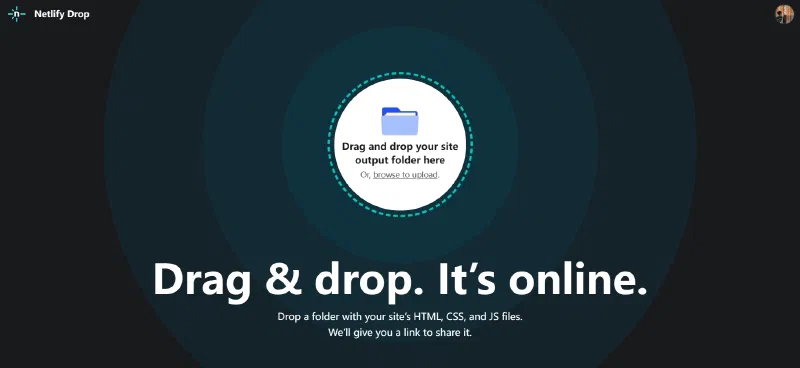 Netlify Drop
Drag and drop your site
output folder here
Or, browse to upload.
Drag & drop. It’s online.
Drop a folder with your site’s HTML, CSS, and JS files.
We’ll give you a link to share it.